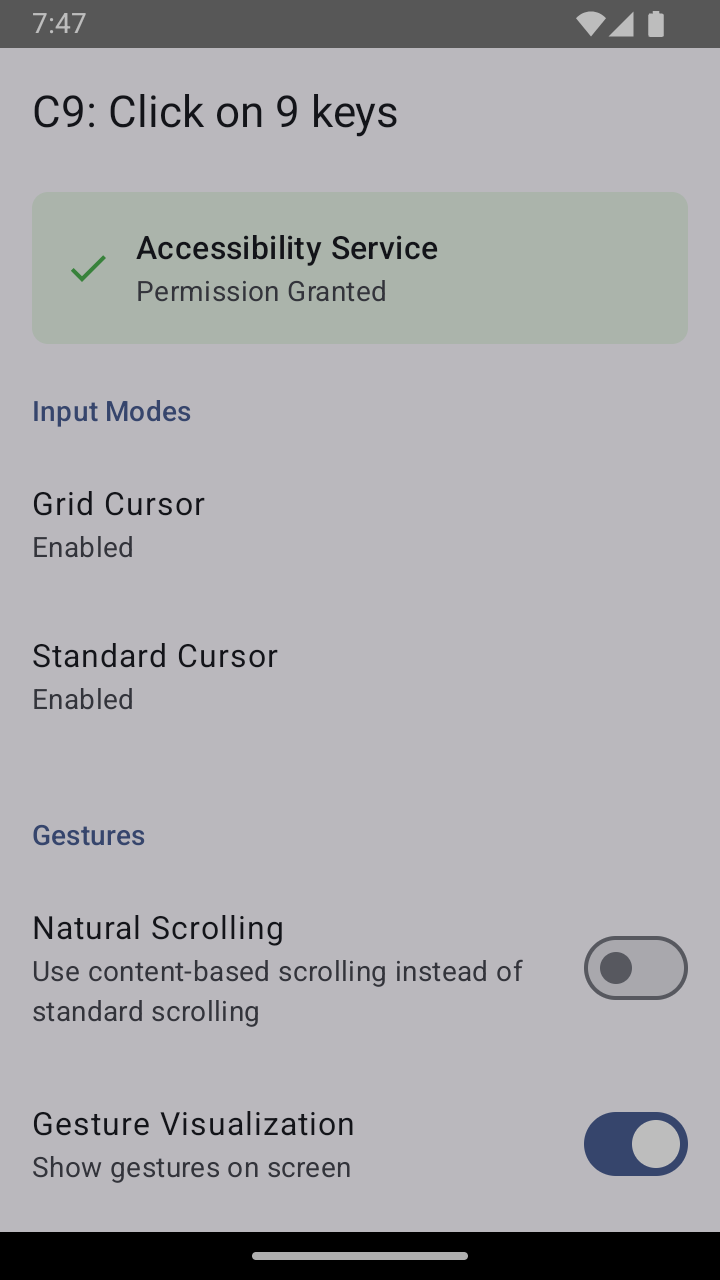 7:47
C9: Click on 9 keys
Accessibility Service
Permission Granted
Input Modes
Grid Cursor
Enabled
Standard Cursor
Enabled
Gestures
Natural Scrolling
Use content-based scrolling instead of
standard scrolling
Gesture Visualization
Show gestures on screen